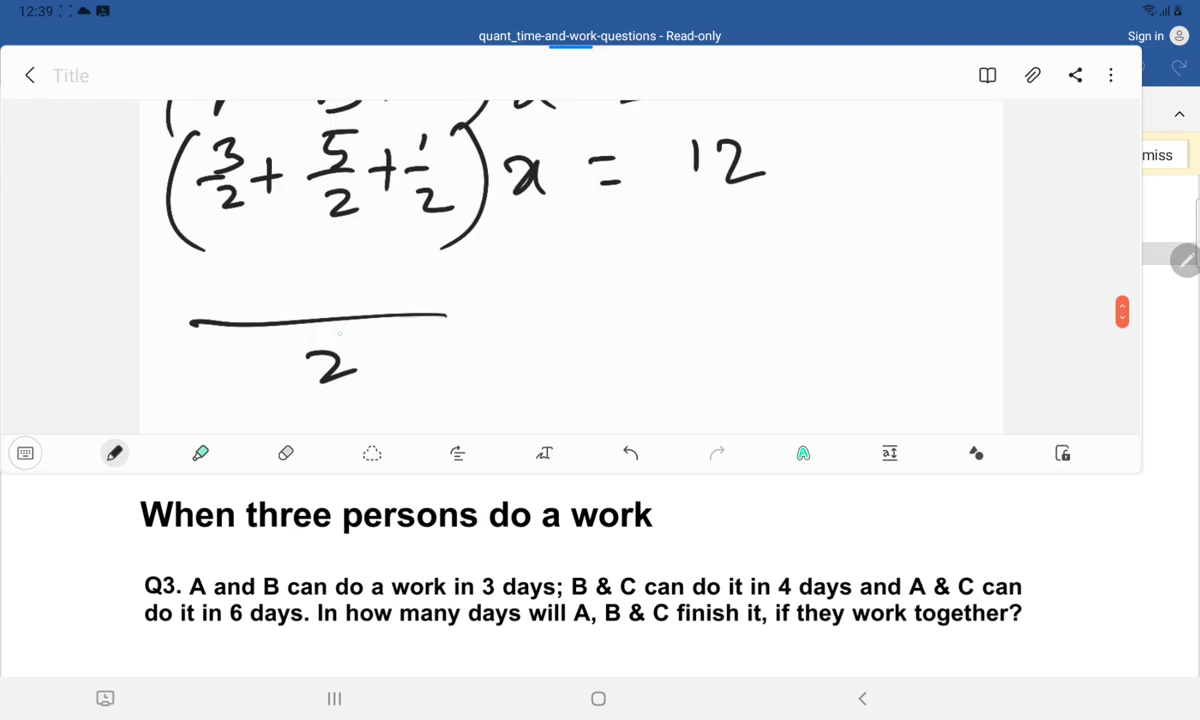 12:39
quant_time-and-work-questions - Read-only
Sign in
Title
miss
(3/2 + 5/2 + 1/2) x = 12
2
When three persons do a work
Q3. A and B can do a work in 3 days; B & C can do it in 4 days and A & C can
do it in 6 days. In how many days will A, B & C finish it, if they work together?